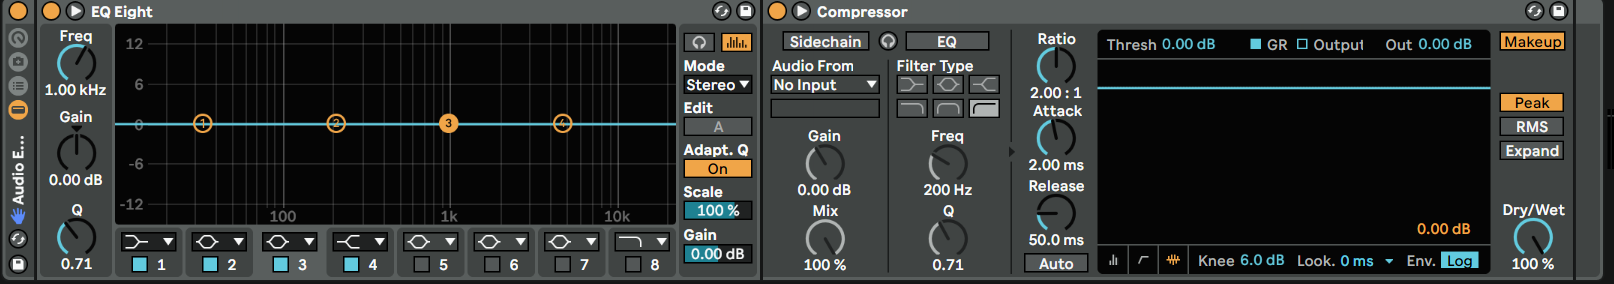 Audio E...
EQ Eight
Freq
1.00 kHz
Gain
0.00 dB
Q
0.71
12
6
0
-6
-12
1
2
3
4
100
1k
10k
1
2
3
4
5
6
7
8
Mode
Stereo
Edit
A
Adapt. Q
On
Scale
100 %
Gain
0.00 dB
Compressor
Sidechain
EQ
Audio From
No Input
Filter Type
Gain
0.00 dB
Freq
200 Hz
Mix
100 %
Q
0.71
Ratio
2.00 : 1
Attack
2.00 ms
Release
50.0 ms
Auto
Thresh 0.00 dB
GR
Output
Out 0.00 dB
0.00 dB
Knee 6.0 dB
Look. 0 ms
Env. Log
Makeup
Peak
RMS
Expand
Dry/Wet
100 %